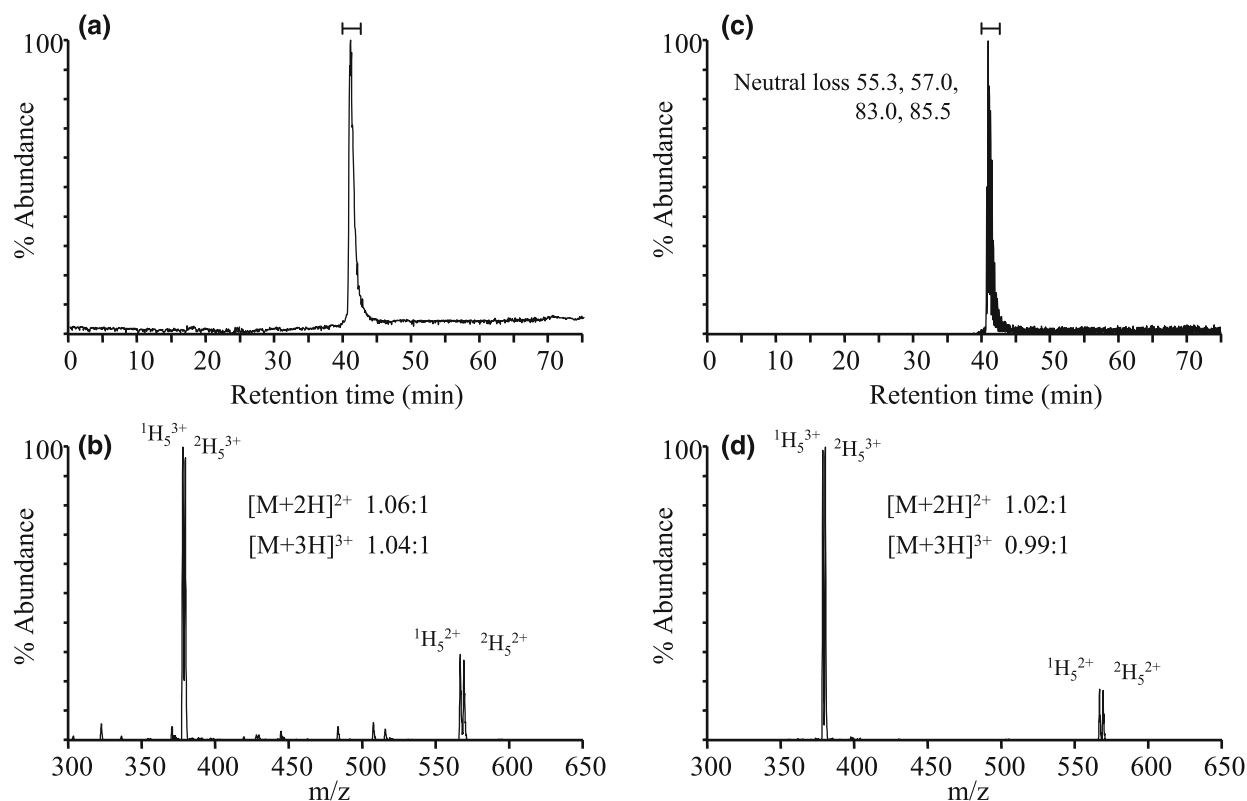 (a)
100
% Abundance
0 10 20 30 40 50 60 70
Retention time (min)
(c)
100
Neutral loss 55.3, 57.0,
83.0, 85.5
% Abundance
0 10 20 30 40 50 60 70
Retention time (min)
(b)
100
¹H₅³⁺ ²H₅³⁺
[M+2H]²⁺ 1.06:1
[M+3H]³⁺ 1.04:1
¹H₅²⁺ ²H₅²⁺
% Abundance
300 350 400 450 500 550 600 650
m/z
(d)
100
¹H₅³⁺ ²H₅³⁺
[M+2H]²⁺ 1.02:1
[M+3H]³⁺ 0.99:1
¹H₅²⁺ ²H₅²⁺
% Abundance
300 350 400 450 500 550 600 650
m/z